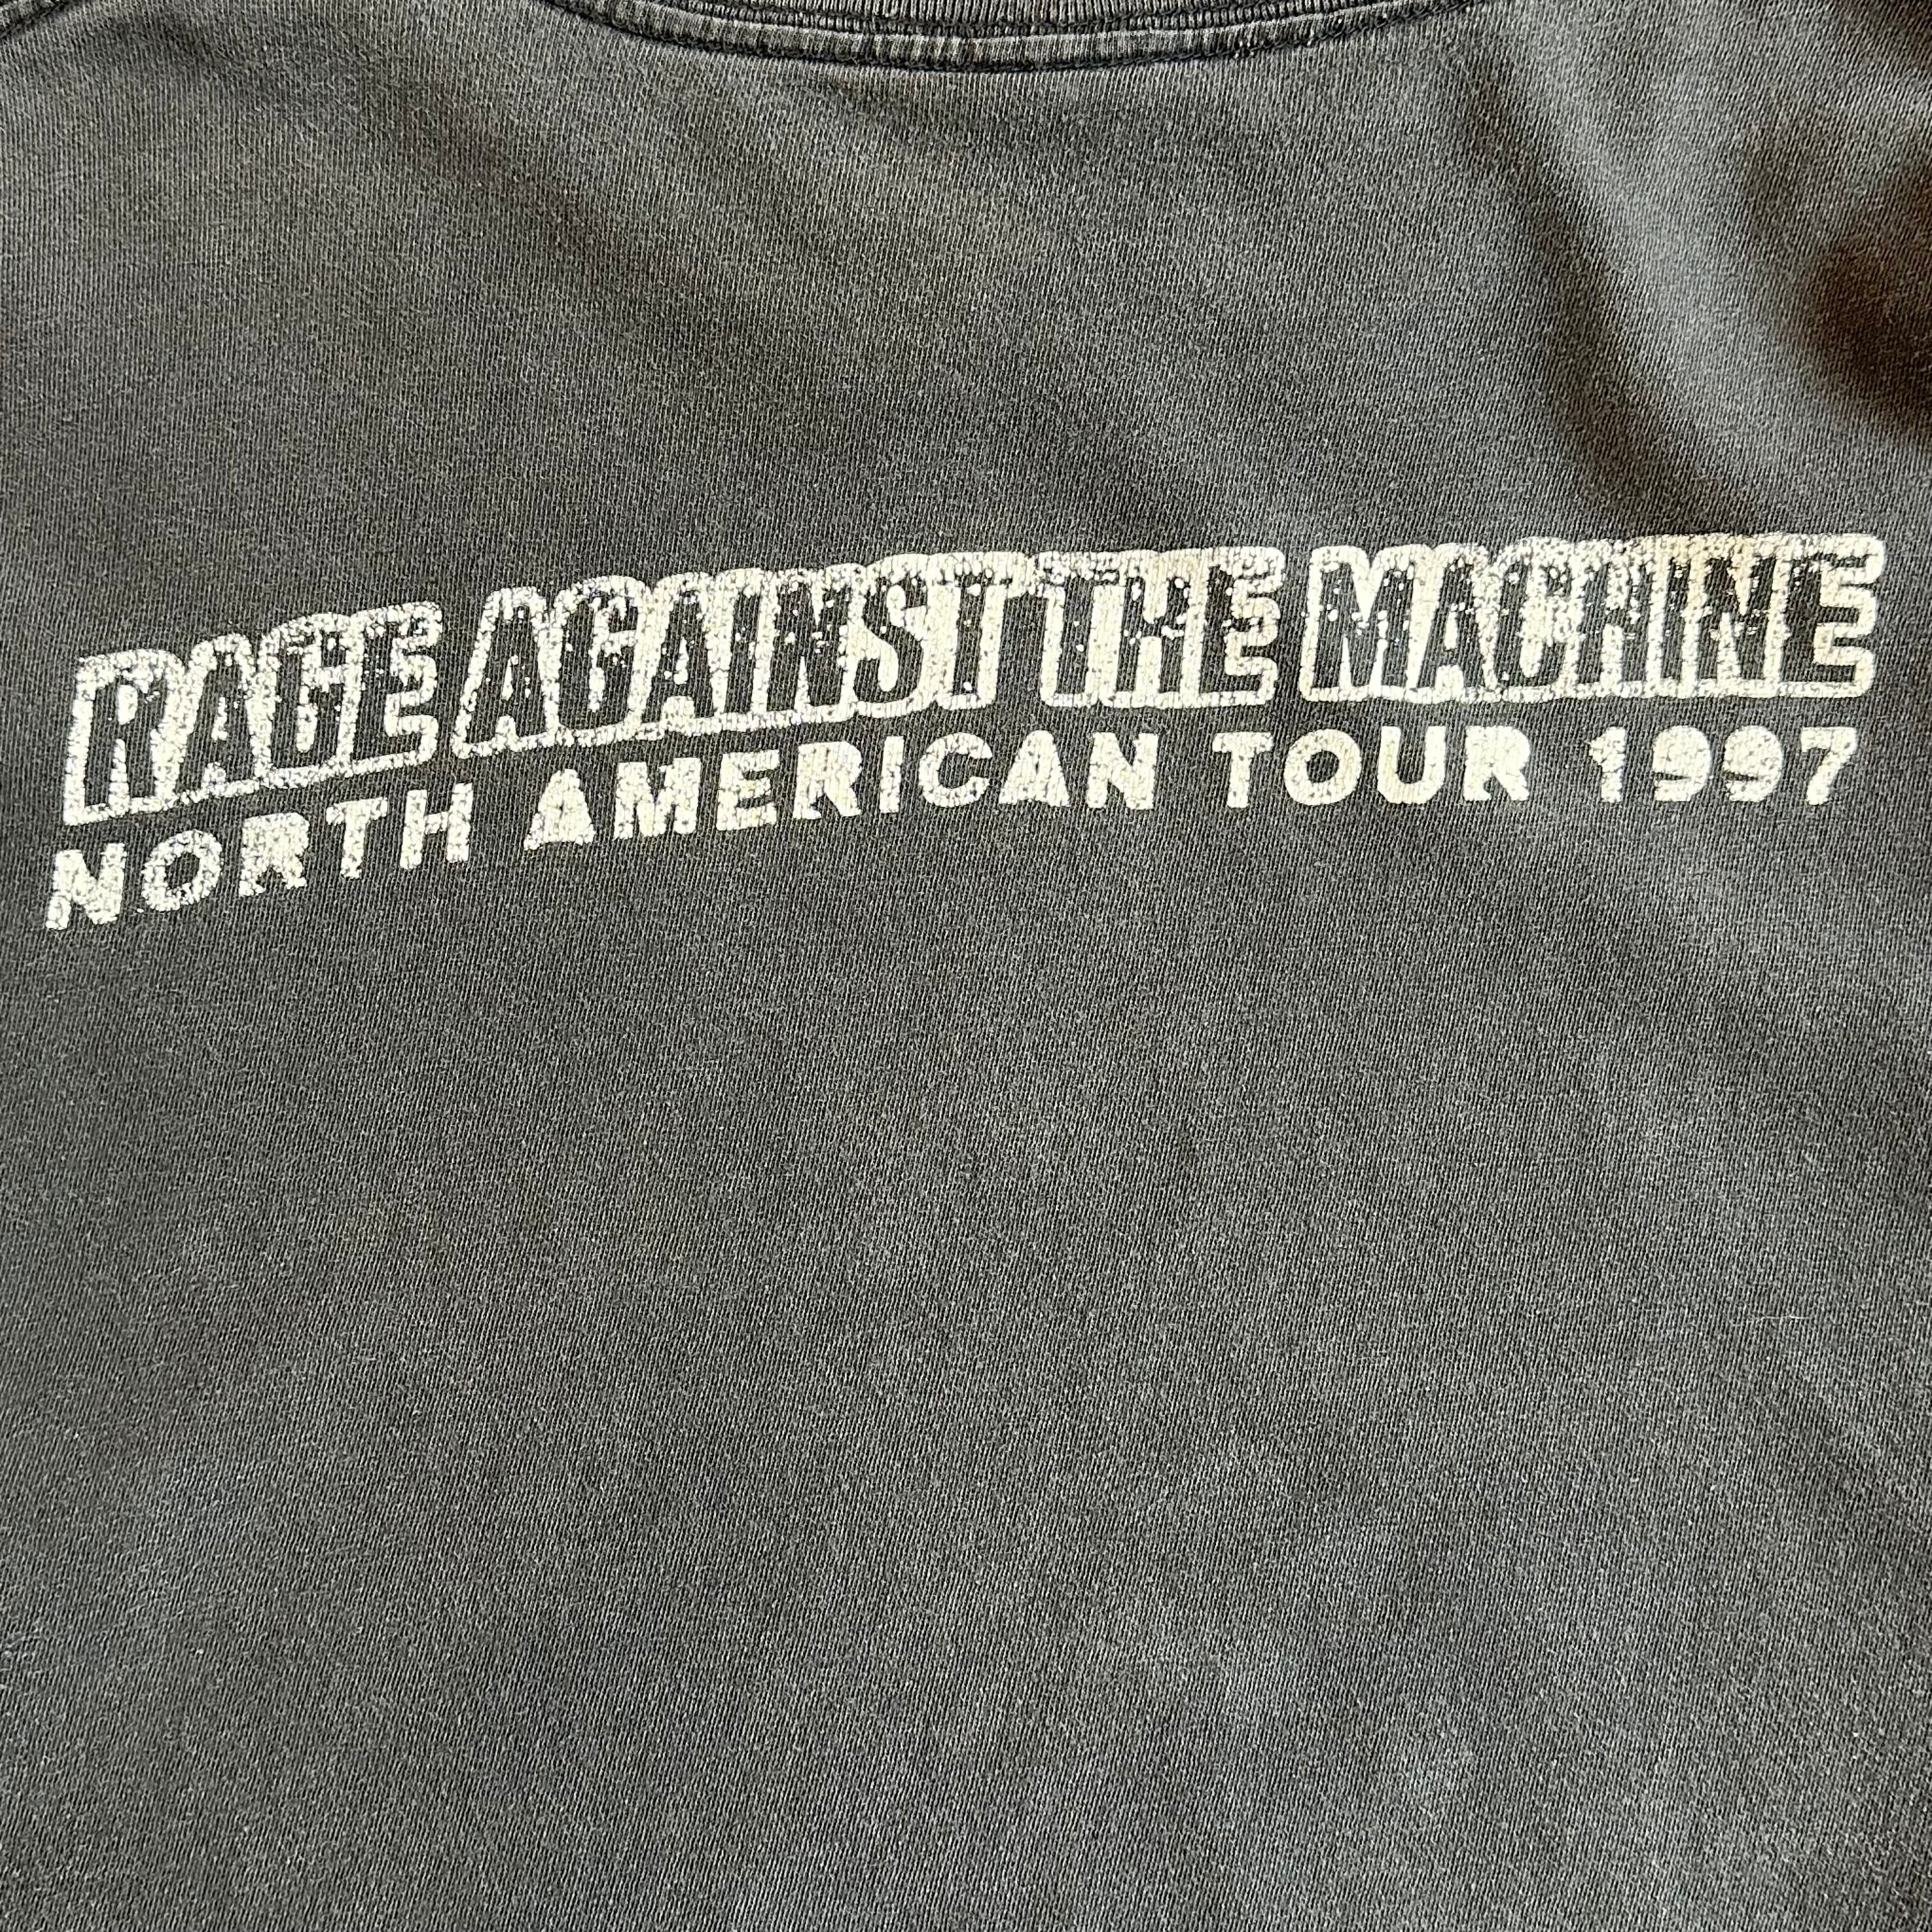 RAGE AGAINST THE MACHINE
NORTH AMERICAN TOUR 1997